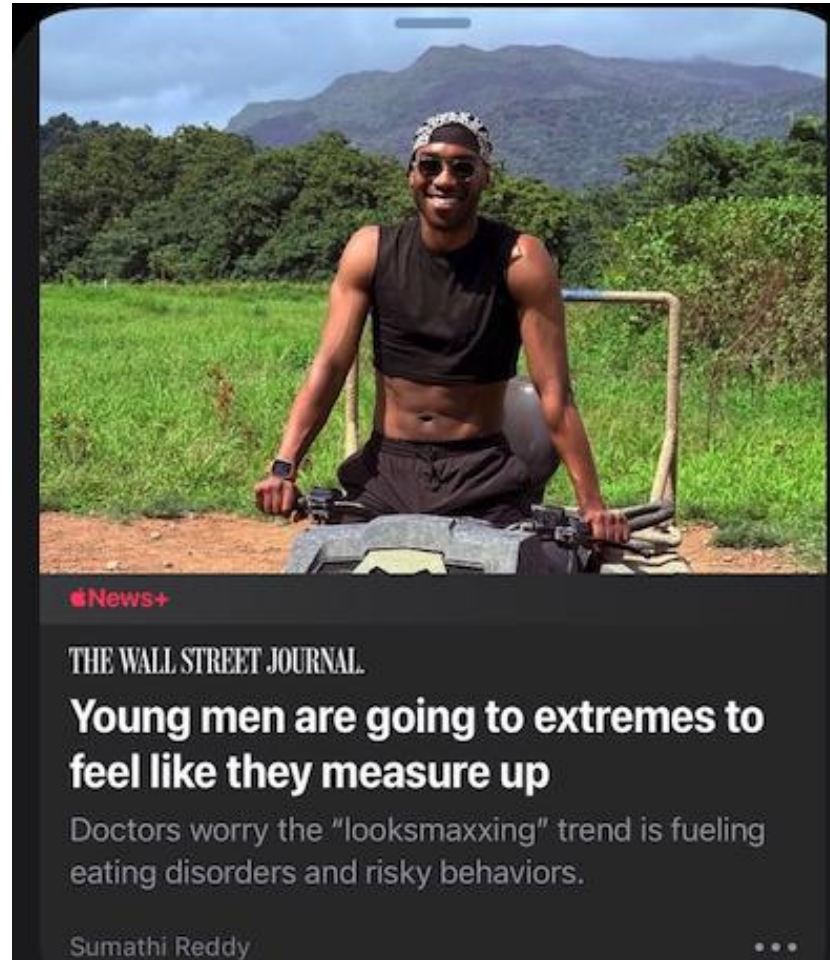 News+
THE WALL STREET JOURNAL.
Young men are going to extremes to
feel like they measure up
Doctors worry the “looksmaxxing” trend is fueling
eating disorders and risky behaviors.
Sumathi Reddy